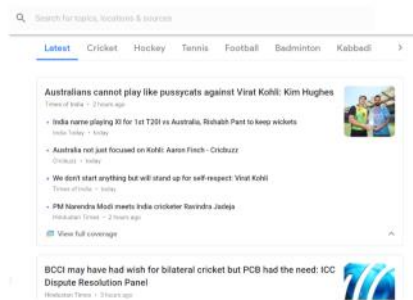 Search for topics, locations & sources
Latest Cricket Hockey Tennis Football Badminton Kabbadi
Australians cannot play like pussycats against Virat Kohli: Kim Hughes
Times of India • 2 hours ago
• India name playing XI for 1st T20I vs Australia, Rishabh Pant to keep wickets
India Today • today
• Australia not just focused on Kohli: Aaron Finch - Cricbuzz
Cricbuzz • today
• We don't start anything but will stand up for self-respect: Virat Kohli
Times of India • today
• PM Narendra Modi meets India cricketer Ravindra Jadeja
Hindustan Times • 2 hours ago
View full coverage
BCCI may have had wish for bilateral cricket but PCB had the need: ICC
Dispute Resolution Panel
Hindustan Times • 3 hours ago